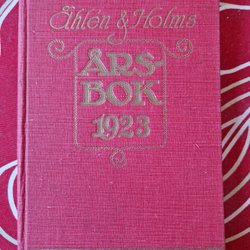 Åhlén & Holms
ÅRS-
BOK
1923